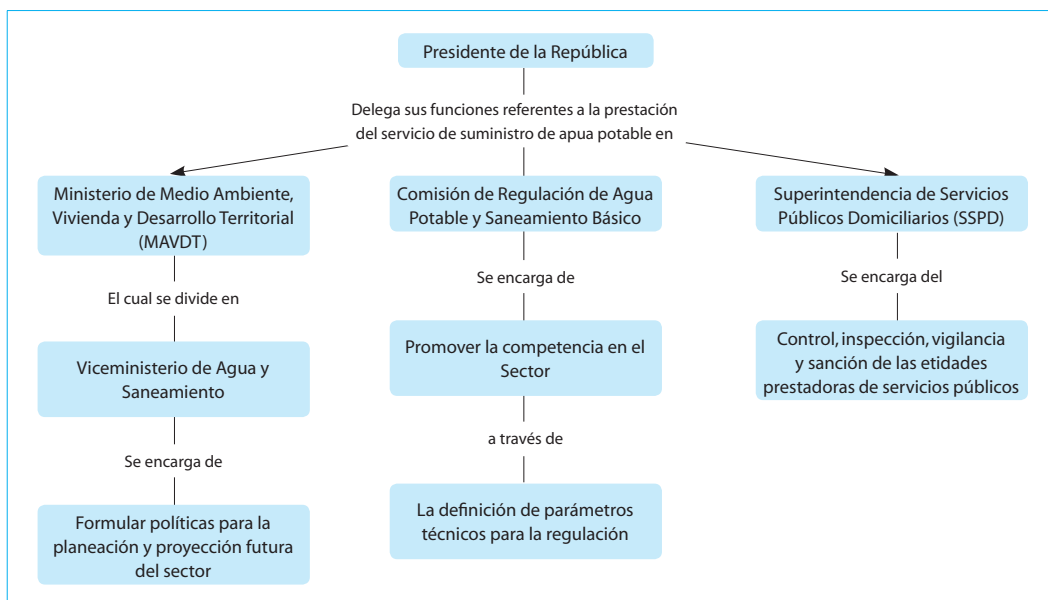 Presidente de la República
Delega sus funciones referentes a la prestación
del servicio de suministro de apua potable en
Ministerio de Medio Ambiente,
Vivienda y Desarrollo Territorial
(MAVDT)
El cual se divide en
Viceministerio de Agua y
Saneamiento
Se encarga de
Formular políticas para la
planeación y proyección futura
del sector
Comisión de Regulación de Agua
Potable y Saneamiento Básico
Se encarga de
Promover la competencia en el
Sector
a través de
La definición de parámetros
técnicos para la regulación
Superintendencia de Servicios
Públicos Domiciliarios (SSPD)
Se encarga del
Control, inspección, vigilancia
y sanción de las etidades
prestadoras de servicios públicos